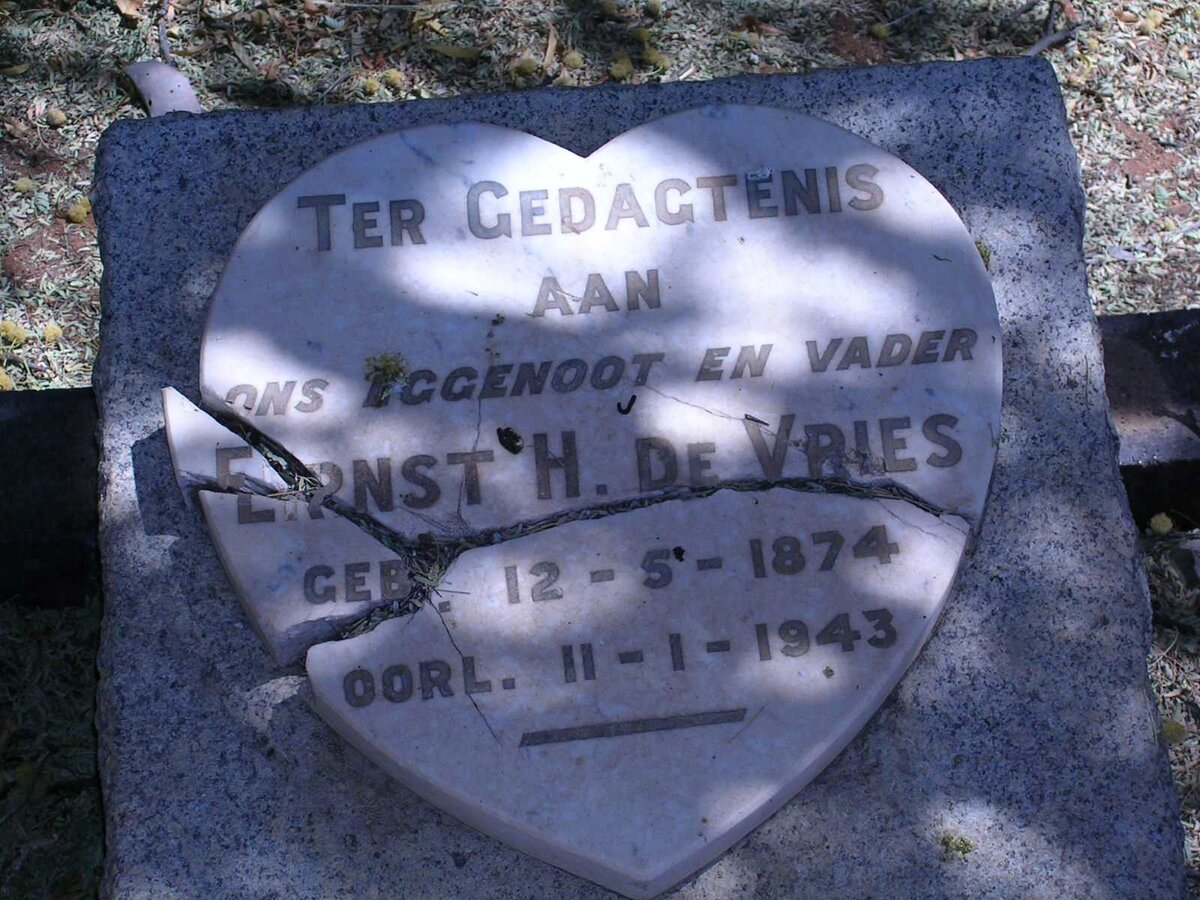 TER GEDAGTENIS
AAN
ONS EGGENOOT EN VADER
ERNST H. DE VRIES
GEB. 12-5-1874
OORL. 11-1-1943